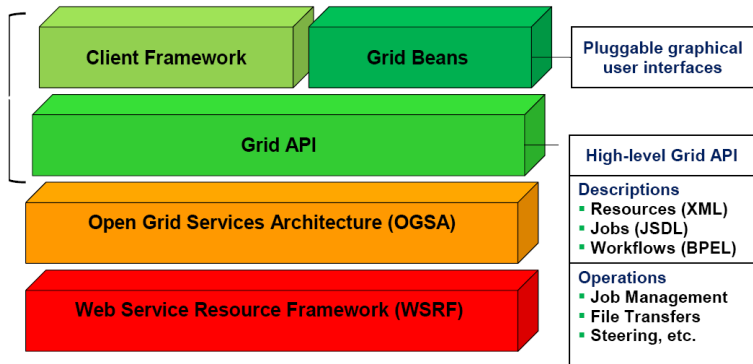 Client Framework
Grid Beans
Pluggable graphical
user interfaces
Grid API
High-level Grid API
Open Grid Services Architecture (OGSA)
Descriptions
Resources (XML)
Jobs (JSDL)
Workflows (BPEL)
Web Service Resource Framework (WSRF)
Operations
Job Management
File Transfers
Steering, etc.